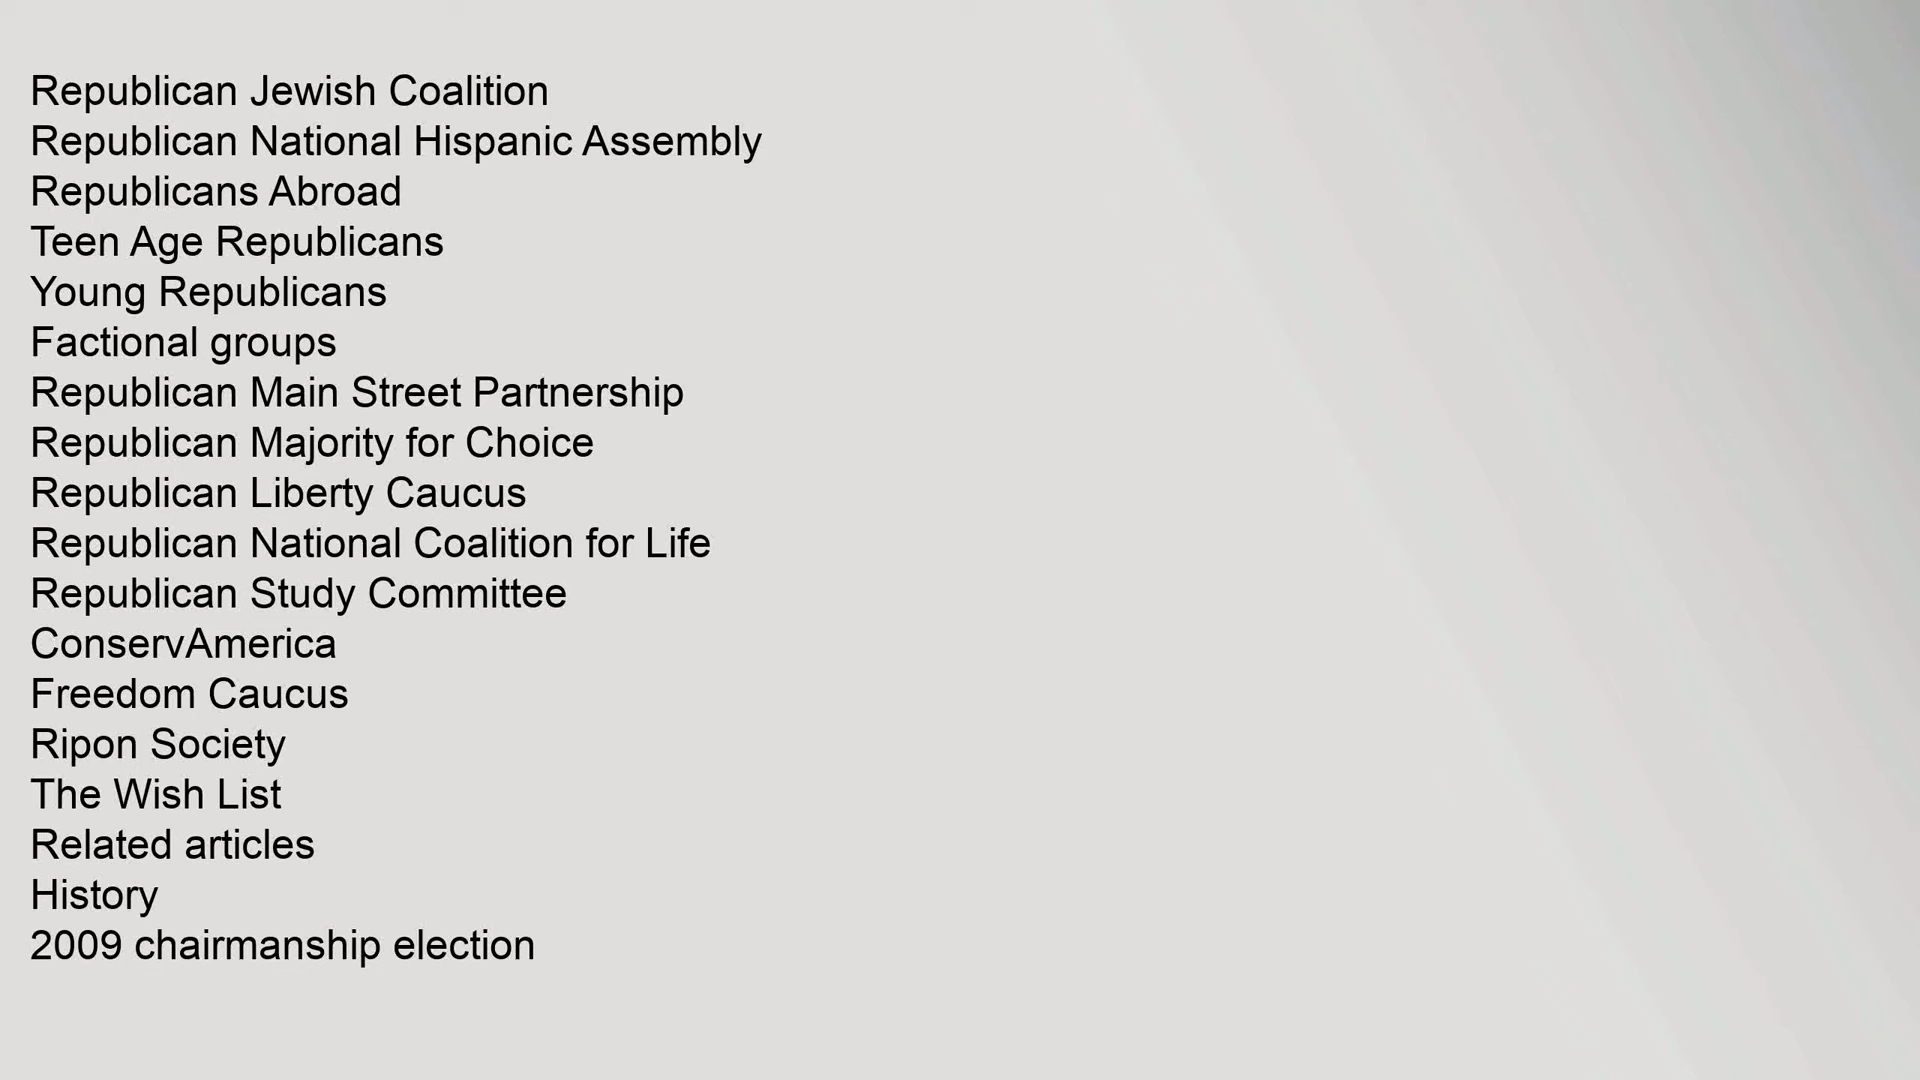 Republican Jewish Coalition
Republican National Hispanic Assembly
Republicans Abroad
Teen Age Republicans
Young Republicans
Factional groups
Republican Main Street Partnership
Republican Majority for Choice
Republican Liberty Caucus
Republican National Coalition for Life
Republican Study Committee
ConservAmerica
Freedom Caucus
Ripon Society
The Wish List
Related articles
History
2009 chairmanship election